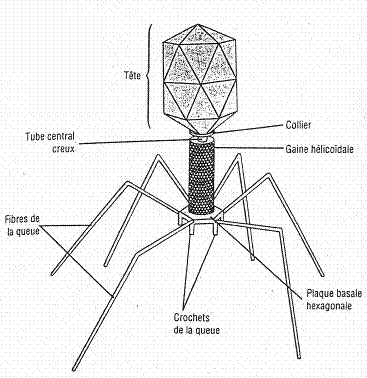 Tête
Collier
Tube central
creux
Gaine hélicoïdale
Fibres de
la queue
Plaque basale
hexagonale
Crochets
de la queue